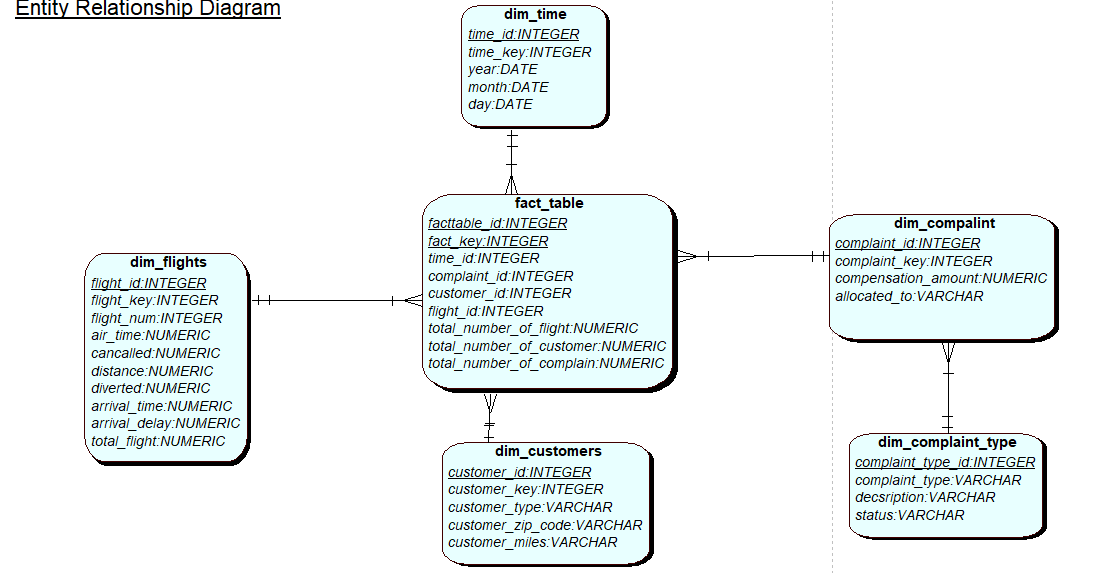 Entity Relationship Diagram
dim_time
time_id:INTEGER
time_key:INTEGER
year:DATE
month:DATE
day:DATE
fact_table
facttable_id:INTEGER
fact_key:INTEGER
time_id:INTEGER
complaint_id:INTEGER
customer_id:INTEGER
flight_id:INTEGER
total_number_of_flight:NUMERIC
total_number_of_customer:NUMERIC
total_number_of_complain:NUMERIC
dim_compalint
complaint_id:INTEGER
complaint_key:INTEGER
compensation_amount:NUMERIC
allocated_to:VARCHAR
dim_flights
flight_id:INTEGER
flight_key:INTEGER
flight_num:INTEGER
air_time:NUMERIC
cancalled:NUMERIC
distance:NUMERIC
diverted:NUMERIC
arrival_time:NUMERIC
arrival_delay:NUMERIC
total_flight:NUMERIC
dim_customers
customer_id:INTEGER
customer_key:INTEGER
customer_type:VARCHAR
customer_zip_code:VARCHAR
customer_miles:VARCHAR
dim_complaint_type
complaint_type_id:INTEGER
complaint_type:VARCHAR
decsription:VARCHAR
status:VARCHAR